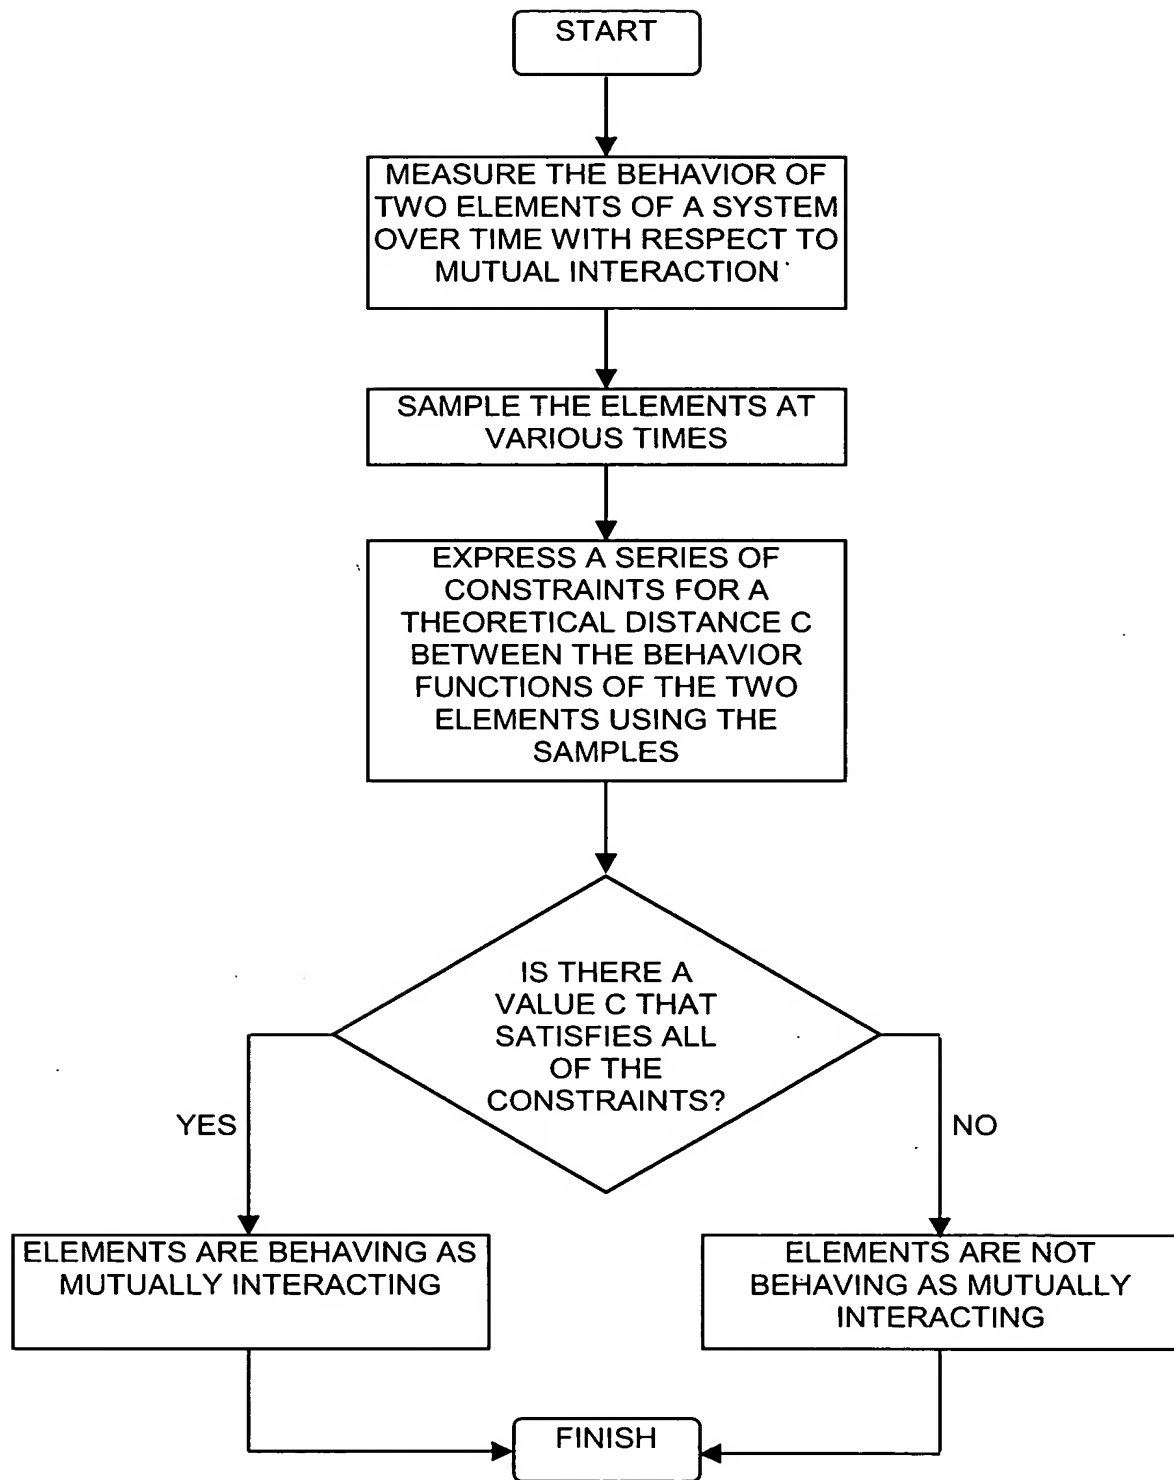 START
MEASURE THE BEHAVIOR OF
TWO ELEMENTS OF A SYSTEM
OVER TIME WITH RESPECT TO
MUTUAL INTERACTION
SAMPLE THE ELEMENTS AT
VARIOUS TIMES
EXPRESS A SERIES OF
CONSTRAINTS FOR A
THEORETICAL DISTANCE C
BETWEEN THE BEHAVIOR
FUNCTIONS OF THE TWO
ELEMENTS USING THE
SAMPLES
IS THERE A
VALUE C THAT
SATISFIES ALL
OF THE
CONSTRAINTS?
YES
NO
ELEMENTS ARE BEHAVING AS
MUTUALLY INTERACTING
ELEMENTS ARE NOT
BEHAVING AS MUTUALLY
INTERACTING
FINISH